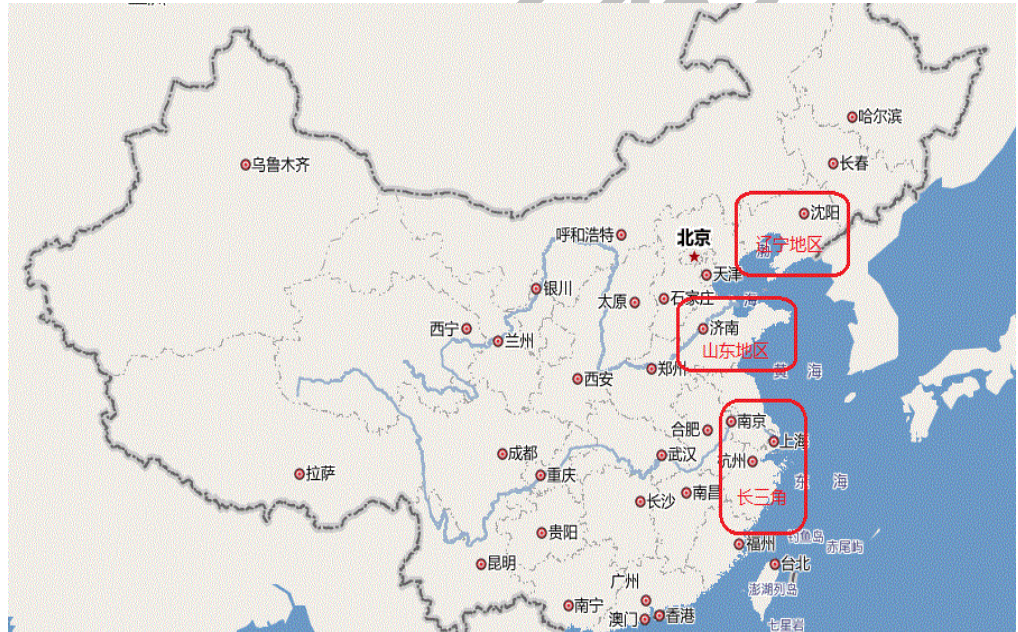 哈尔滨
乌鲁木齐
长春
沈阳
呼和浩特
北京
辽宁地区
渤
天津
银川
石家庄
海
太原
西宁
济南
兰州
山东地区
郑州
黄 海
西安
南京
合肥
上海
成都
武汉
杭州
拉萨
重庆
东 海
南昌
长三角
长沙
贵阳
钓鱼岛
福州
赤尾屿
昆明
台北
广州
澎湖列岛
南宁
香港
澳门
七星岩